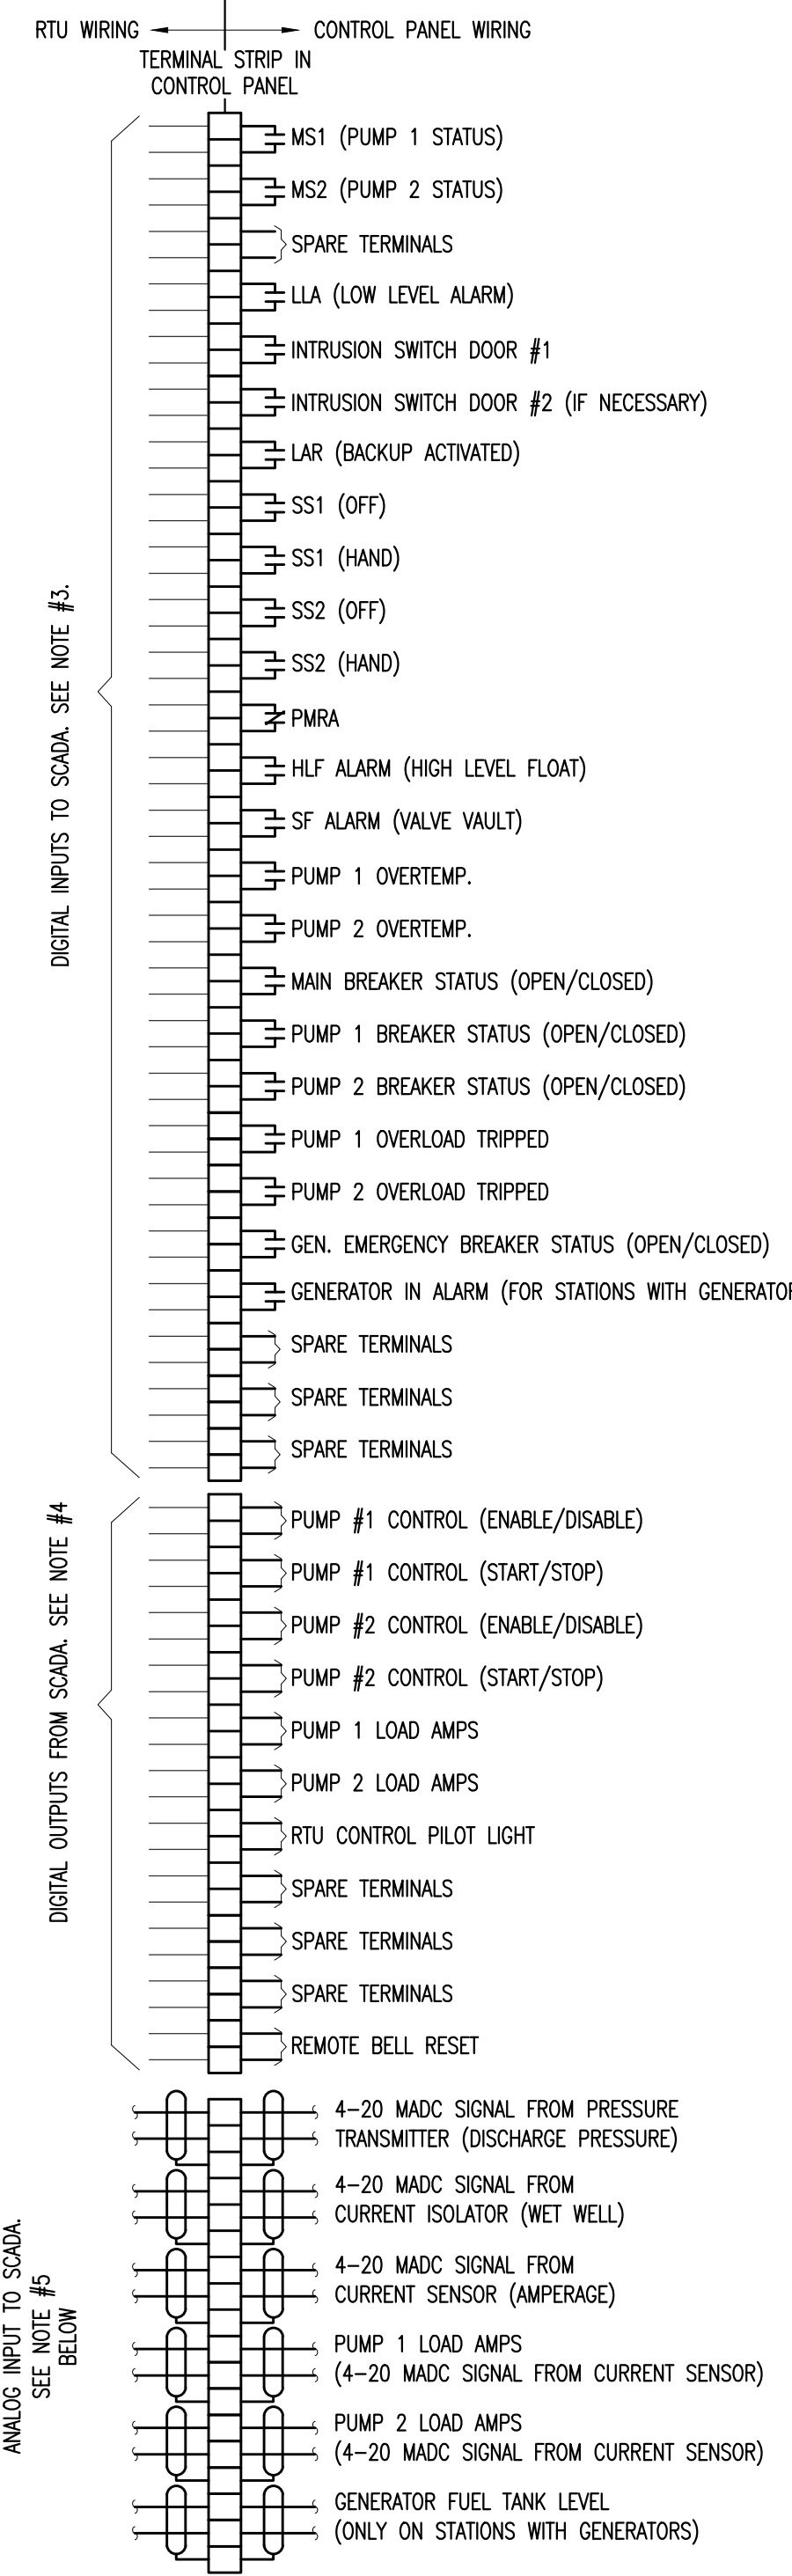 RTU WIRING
CONTROL PANEL WIRING
TERMINAL STRIP IN
CONTROL PANEL
DIGITAL INPUTS TO SCADA. SEE NOTE #3.
MS1 (PUMP 1 STATUS)
MS2 (PUMP 2 STATUS)
SPARE TERMINALS
LLA (LOW LEVEL ALARM)
INTRUSION SWITCH DOOR #1
INTRUSION SWITCH DOOR #2 (IF NECESSARY)
LAR (BACKUP ACTIVATED)
SS1 (OFF)
SS1 (HAND)
SS2 (OFF)
SS2 (HAND)
PMRA
HLF ALARM (HIGH LEVEL FLOAT)
SF ALARM (VALVE VAULT)
PUMP 1 OVERTEMP.
PUMP 2 OVERTEMP.
MAIN BREAKER STATUS (OPEN/CLOSED)
PUMP 1 BREAKER STATUS (OPEN/CLOSED)
PUMP 2 BREAKER STATUS (OPEN/CLOSED)
PUMP 1 OVERLOAD TRIPPED
PUMP 2 OVERLOAD TRIPPED
GEN. EMERGENCY BREAKER STATUS (OPEN/CLOSED)
GENERATOR IN ALARM (FOR STATIONS WITH GENERATOR
SPARE TERMINALS
SPARE TERMINALS
SPARE TERMINALS
DIGITAL OUTPUTS FROM SCADA. SEE NOTE #4
PUMP #1 CONTROL (ENABLE/DISABLE)
PUMP #1 CONTROL (START/STOP)
PUMP #2 CONTROL (ENABLE/DISABLE)
PUMP #2 CONTROL (START/STOP)
PUMP 1 LOAD AMPS
PUMP 2 LOAD AMPS
RTU CONTROL PILOT LIGHT
SPARE TERMINALS
SPARE TERMINALS
SPARE TERMINALS
REMOTE BELL RESET
ANALOG INPUT TO SCADA.
SEE NOTE #5
BELOW
4-20 MADC SIGNAL FROM PRESSURE
TRANSMITTER (DISCHARGE PRESSURE)
4-20 MADC SIGNAL FROM
CURRENT ISOLATOR (WET WELL)
4-20 MADC SIGNAL FROM
CURRENT SENSOR (AMPERAGE)
PUMP 1 LOAD AMPS
(4-20 MADC SIGNAL FROM CURRENT SENSOR)
PUMP 2 LOAD AMPS
(4-20 MADC SIGNAL FROM CURRENT SENSOR)
GENERATOR FUEL TANK LEVEL
(ONLY ON STATIONS WITH GENERATORS)